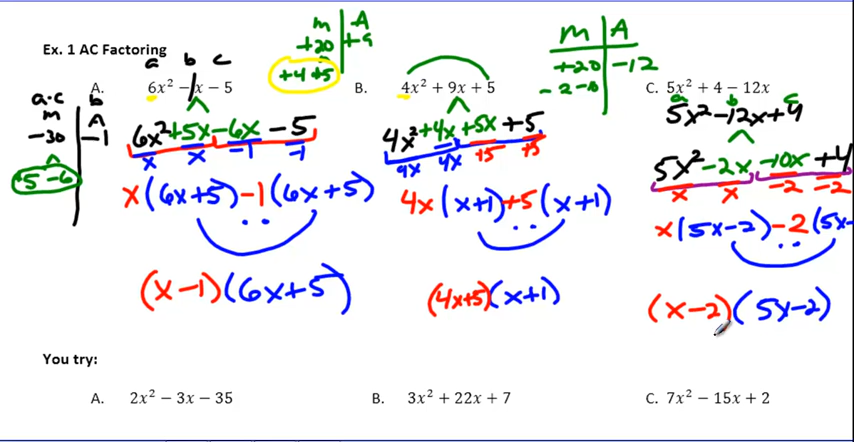 Ex. 1 AC Factoring
a b c
A. 6x² − x − 5
a·c b
m A
−30 −1
+5 −6
6x² +5x −6x − 5
x x −1 −1
x(6x+5) −1(6x+5)
(x−1)(6x+5)
m A
+20 +9
+4 +5
B. 4x² + 9x + 5
4x² +4x +5x +5
4x 4x +5 +5
4x(x+1) +5(x+1)
(4x+5)(x+1)
M A
+20 −12
−2 −10
C. 5x² + 4 − 12x
a b c
5x² −12x +4
5x² −2x −10x +4
x x −2 −2
x(5x−2) −2(5x−
(x−2)(5x−2)
You try:
A. 2x² − 3x − 35
B. 3x² + 22x + 7
C. 7x² − 15x + 2